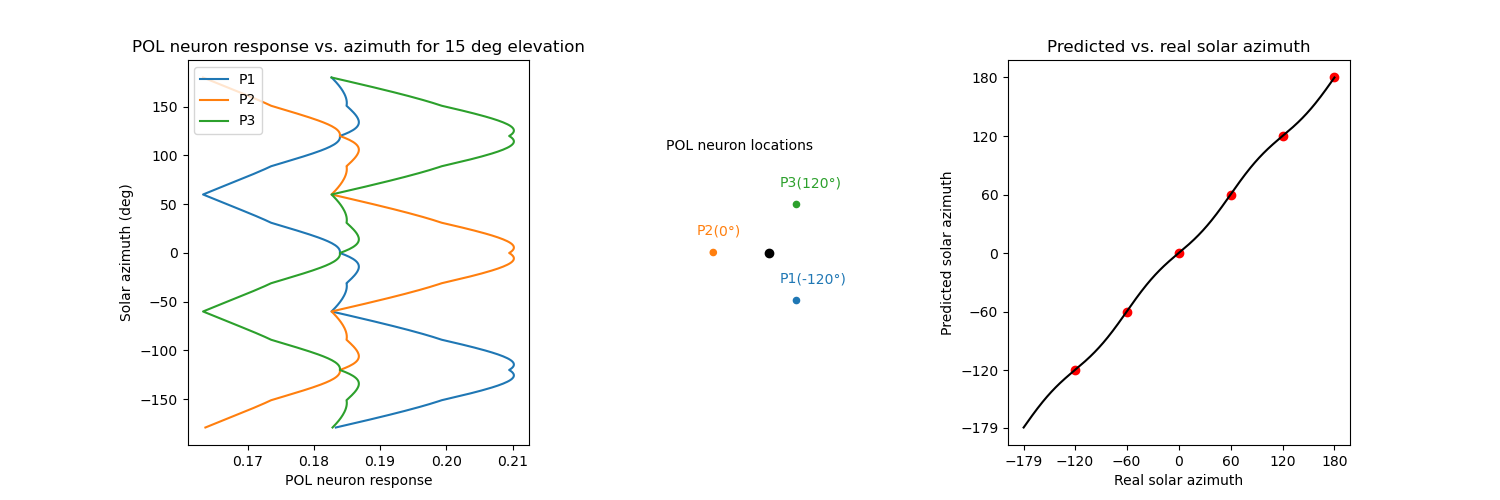 POL neuron response vs. azimuth for 15 deg elevation
P1
P2
P3
150
100
50
0
−50
−100
−150
Solar azimuth (deg)
0.17 0.18 0.19 0.20 0.21
POL neuron response
POL neuron locations
P3(120°)
P2(0°)
P1(-120°)
Predicted vs. real solar azimuth
180
120
60
0
−60
−120
−179
Predicted solar azimuth
−179 −120 −60 0 60 120 180
Real solar azimuth